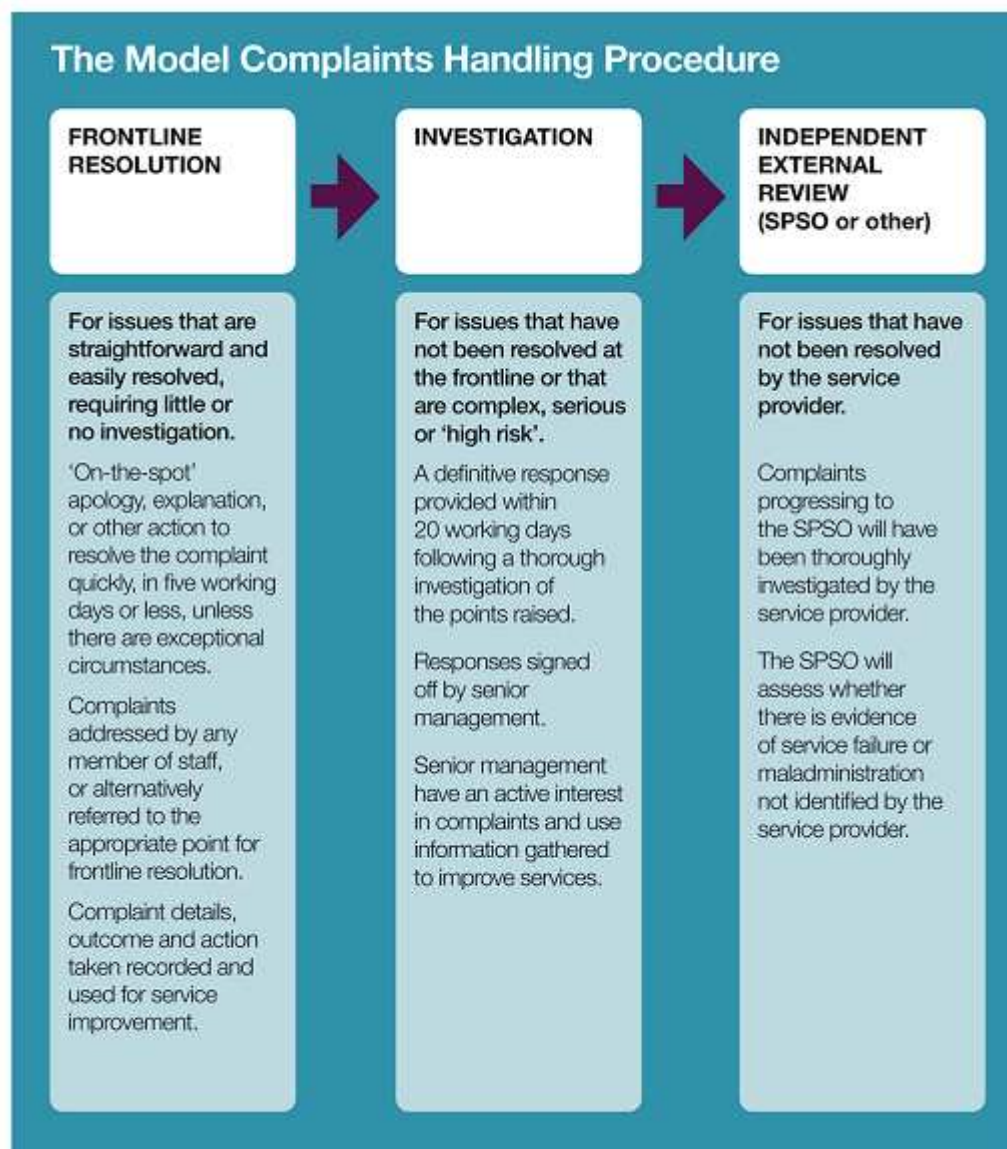 The Model Complaints Handling Procedure
FRONTLINE
RESOLUTION
For issues that are
straightforward and
easily resolved,
requiring little or
no investigation.
‘On-the-spot’
apology, explanation,
or other action to
resolve the complaint
quickly, in five working
days or less, unless
there are exceptional
circumstances.
Complaints
addressed by any
member of staff,
or alternatively
referred to the
appropriate point for
frontline resolution.
Complaint details,
outcome and action
taken recorded and
used for service
improvement.
INVESTIGATION
For issues that have
not been resolved at
the frontline or that
are complex, serious
or ‘high risk’.
A definitive response
provided within
20 working days
following a thorough
investigation of
the points raised.
Responses signed
off by senior
management.
Senior management
have an active interest
in complaints and use
information gathered
to improve services.
INDEPENDENT
EXTERNAL
REVIEW
(SPSO or other)
For issues that have
not been resolved
by the service
provider.
Complaints
progressing to
the SPSO will have
been thoroughly
investigated by the
service provider.
The SPSO will
assess whether
there is evidence
of service failure or
maladministration
not identified by the
service provider.